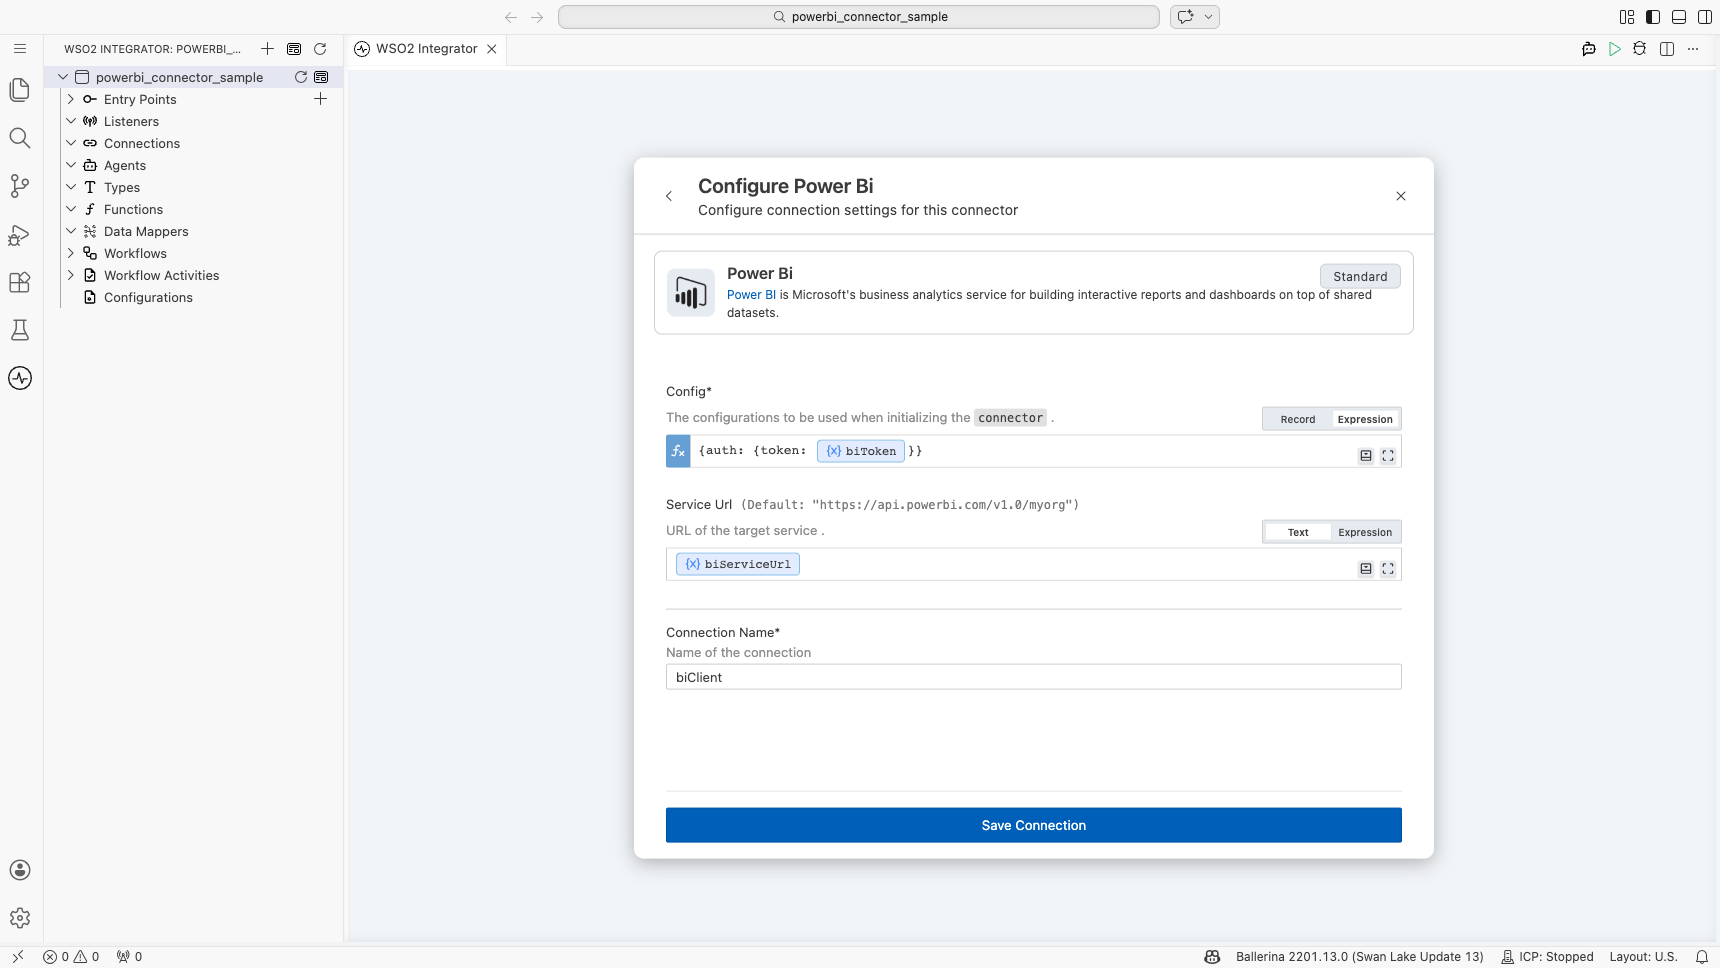 powerbi_connector_sample
WSO2 INTEGRATOR: POWERBI_...
WSO2 Integrator
powerbi_connector_sample
Entry Points
Listeners
Connections
Agents
Types
Functions
Data Mappers
Workflows
Workflow Activities
Configurations
Configure Power Bi
Configure connection settings for this connector
Power Bi
Standard
Power BI is Microsoft's business analytics service for building interactive reports and dashboards on top of shared
datasets.
Config*
The configurations to be used when initializing the connector .
Record Expression
{auth: {token: {x} biToken }}
Service Url (Default: "https://api.powerbi.com/v1.0/myorg")
URL of the target service .
Text Expression
{x} biServiceUrl
Connection Name*
Name of the connection
biClient
Save Connection
0 0 0
Ballerina 2201.13.0 (Swan Lake Update 13) ICP: Stopped Layout: U.S.